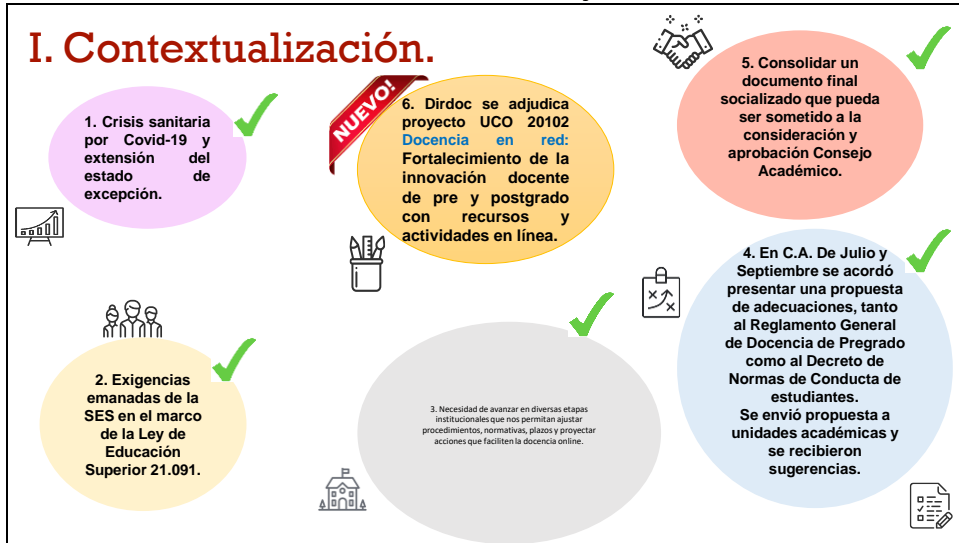 I. Contextualización.
1. Crisis sanitaria
por Covid-19 y
extensión del
estado de
excepción.
2. Exigencias
emanadas de la
SES en el marco
de la Ley de
Educación
Superior 21.091.
3. Necesidad de avanzar en diversas etapas
institucionales que nos permitan ajustar
procedimientos, normativas, plazos y proyectar
acciones que faciliten la docencia online.
4. En C.A. De Julio y
Septiembre se acordó
presentar una propuesta
de adecuaciones, tanto
al Reglamento General
de Docencia de Pregrado
como al Decreto de
Normas de Conducta de
estudiantes.
Se envió propuesta a
unidades académicas y
se recibieron
sugerencias.
5. Consolidar un
documento final
socializado que pueda
ser sometido a la
consideración y
aprobación Consejo
Académico.
NUEVO!
6. Dirdoc se adjudica
proyecto UCO 20102
Docencia en red:
Fortalecimiento de la
innovación docente
de pre y postgrado
con recursos y
actividades en línea.